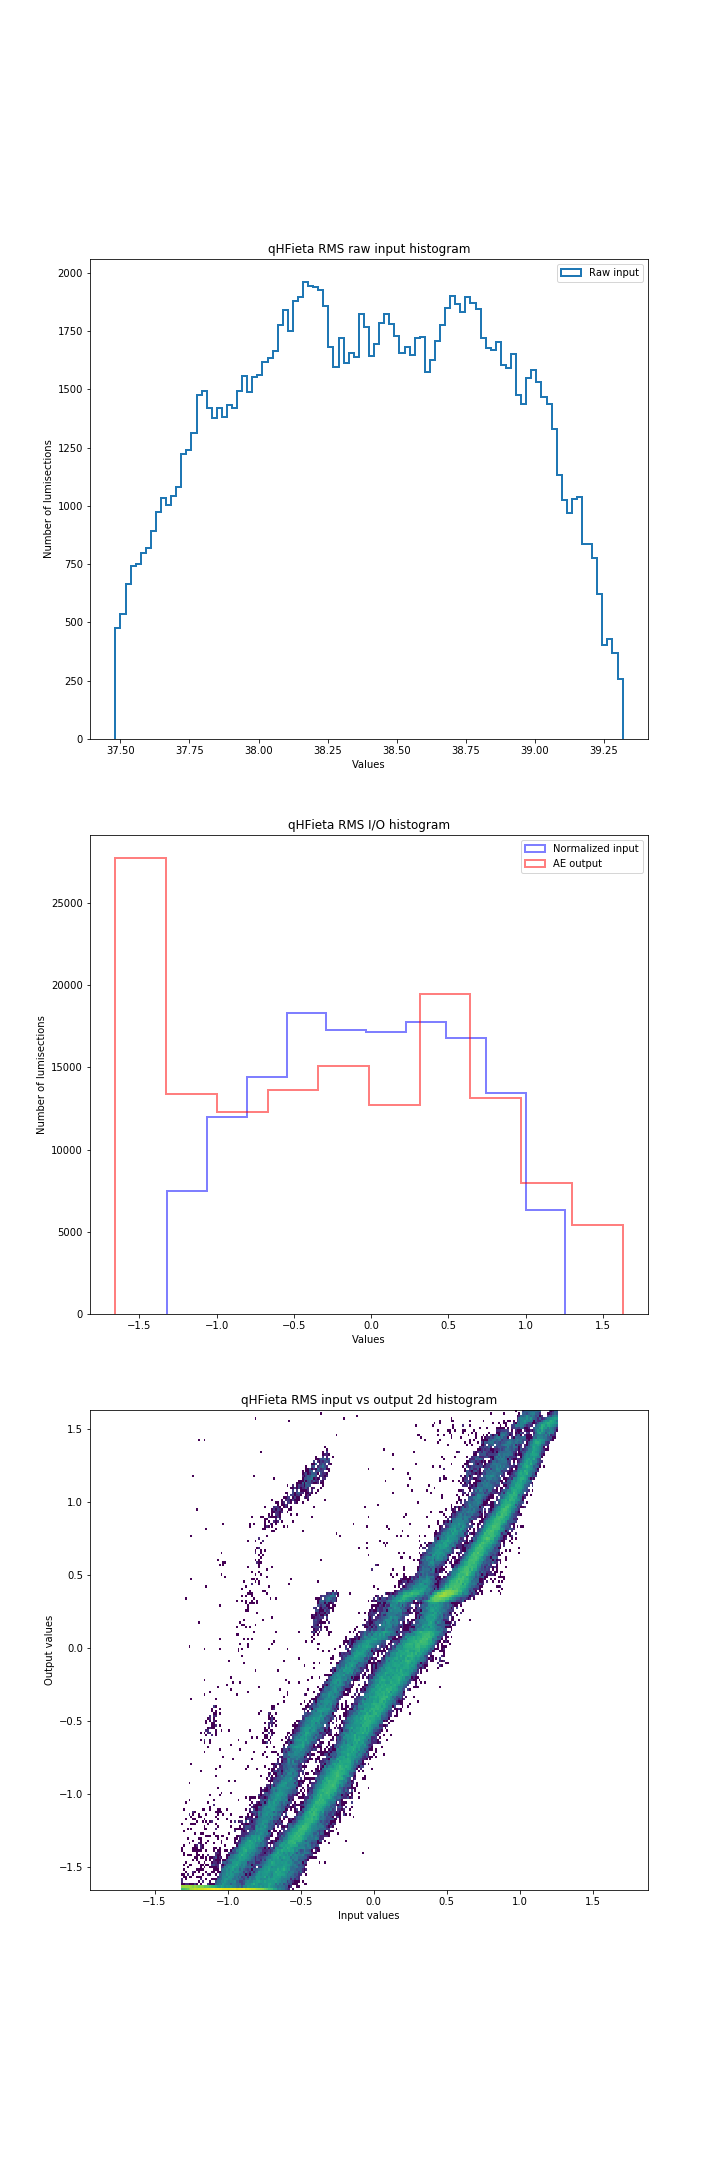 qHFieta RMS raw input histogram
Raw input
2000
1750
1500
1250
1000
750
500
250
0
Number of lumisections
37.50 37.75 38.00 38.25 38.50 38.75 39.00 39.25
Values
qHFieta RMS I/O histogram
Normalized input
AE output
25000
20000
15000
10000
5000
0
Number of lumisections
−1.5 −1.0 −0.5 0.0 0.5 1.0 1.5
Values
qHFieta RMS input vs output 2d histogram
1.5
1.0
0.5
0.0
−0.5
−1.0
−1.5
Output values
−1.5 −1.0 −0.5 0.0 0.5 1.0 1.5
Input values